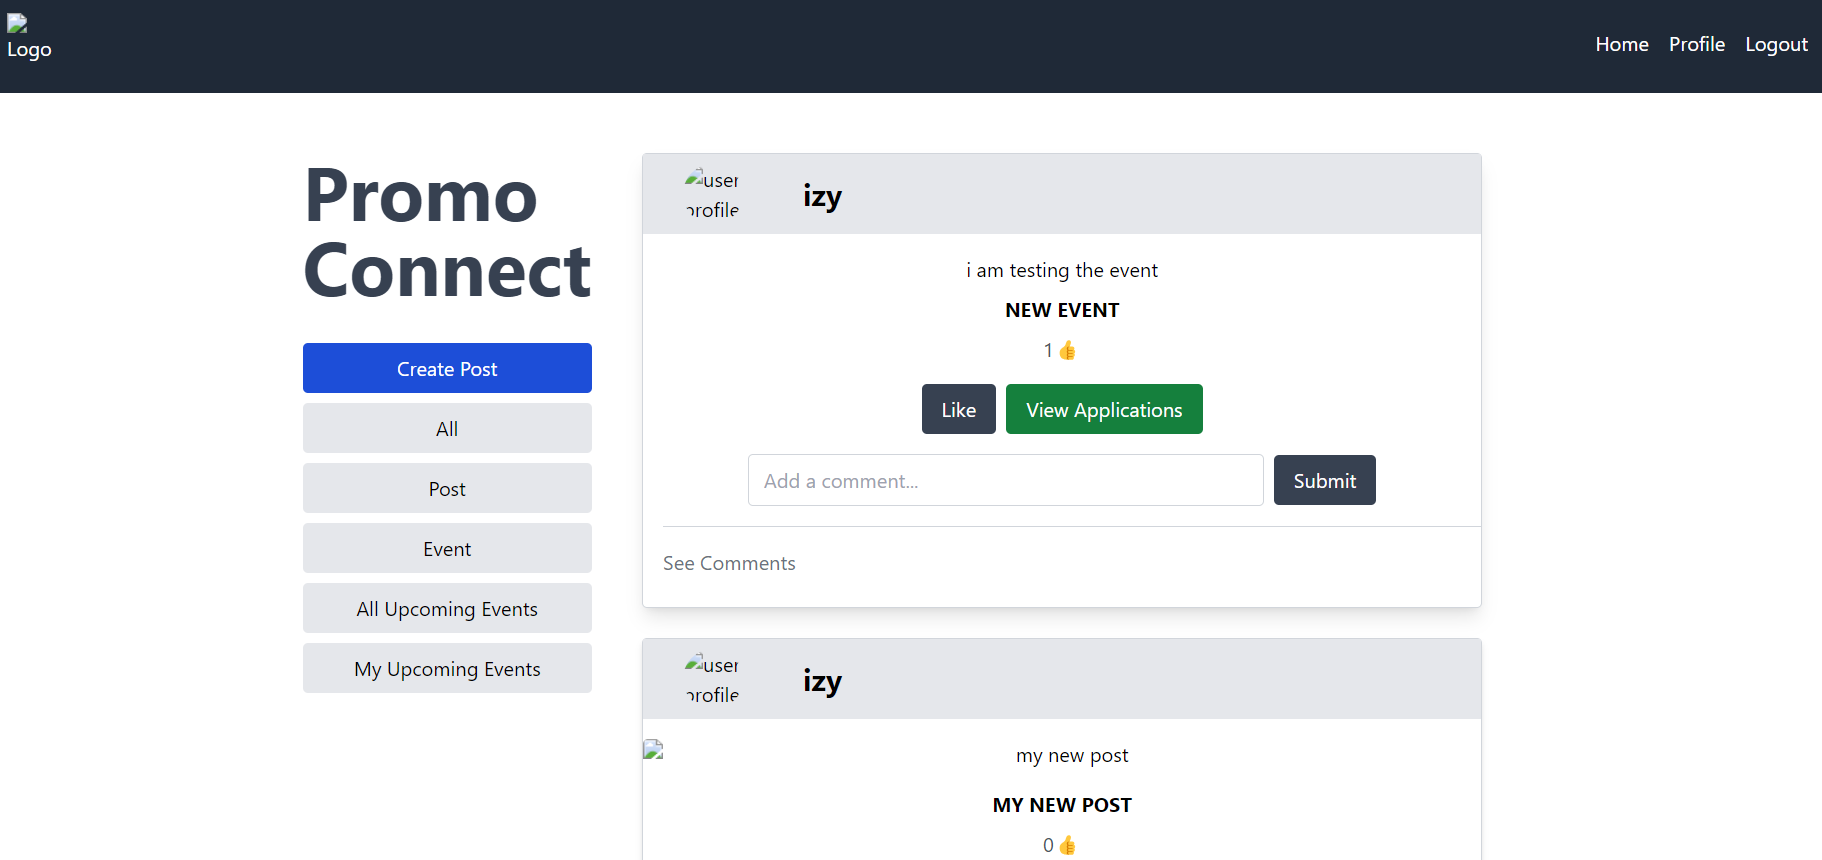 Logo
Home Profile Logout
Promo
Connect
Create Post
All
Post
Event
All Upcoming Events
My Upcoming Events
user
profile
izy
i am testing the event
NEW EVENT
1 👍
Like View Applications
Add a comment... Submit
See Comments
user
profile
izy
my new post
MY NEW POST
0 👍